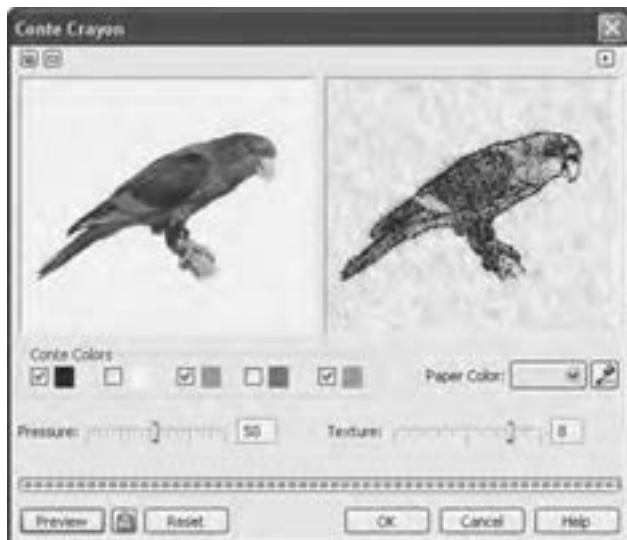 Conte Crayon
Conte Colors
Paper Color:
Pressure: 50 Texture: 8
Preview Reset OK Cancel Help